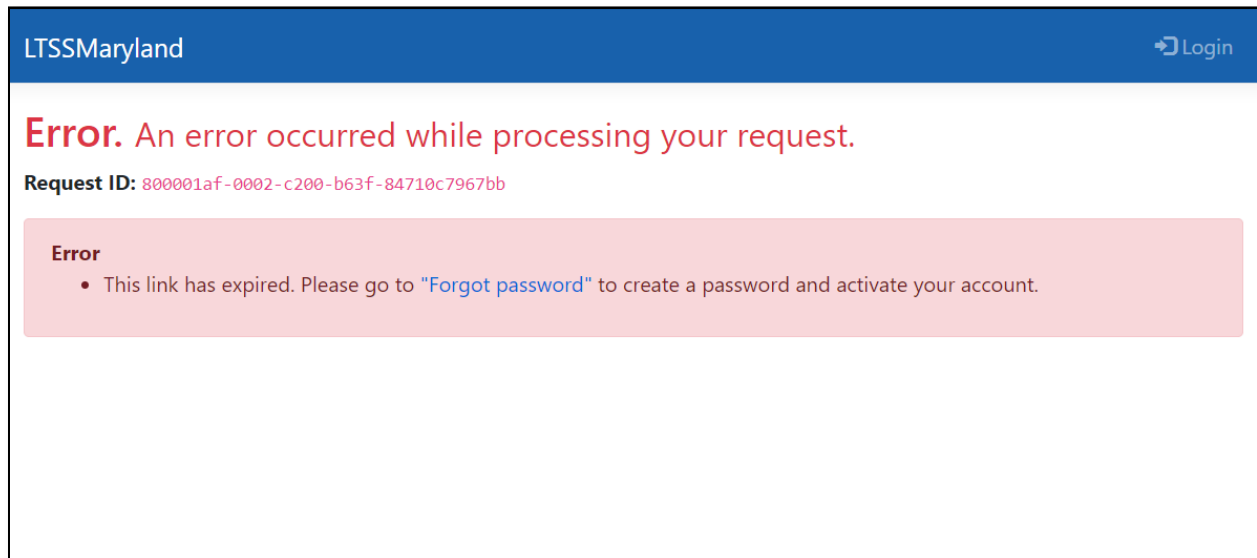 LTSSMaryland
Login
Error. An error occurred while processing your request.
Request ID: 800001af-0002-c200-b63f-84710c7967bb
Error
• This link has expired. Please go to "Forgot password" to create a password and activate your account.